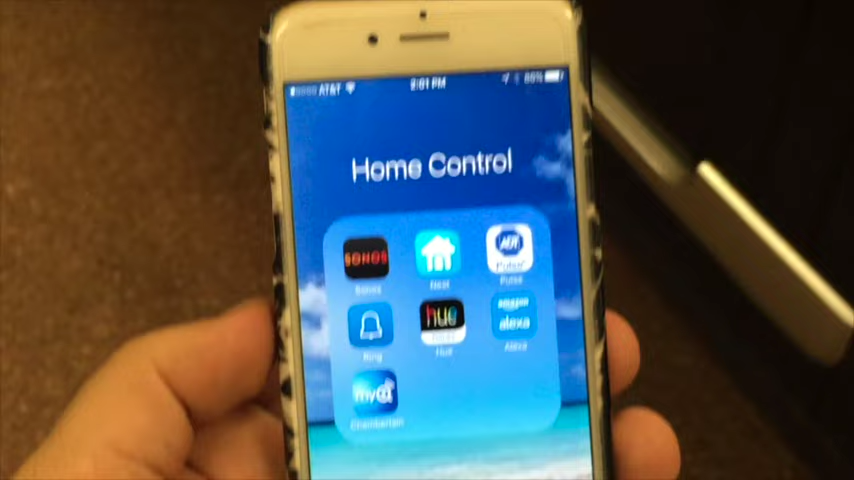 AT&T 2:01 PM 86%
Home Control
SONOS
ADT
Pulse
Sonos Nest Pulse
hue
amazon
alexa
Ring Hue Alexa
myQ
Chamberlain